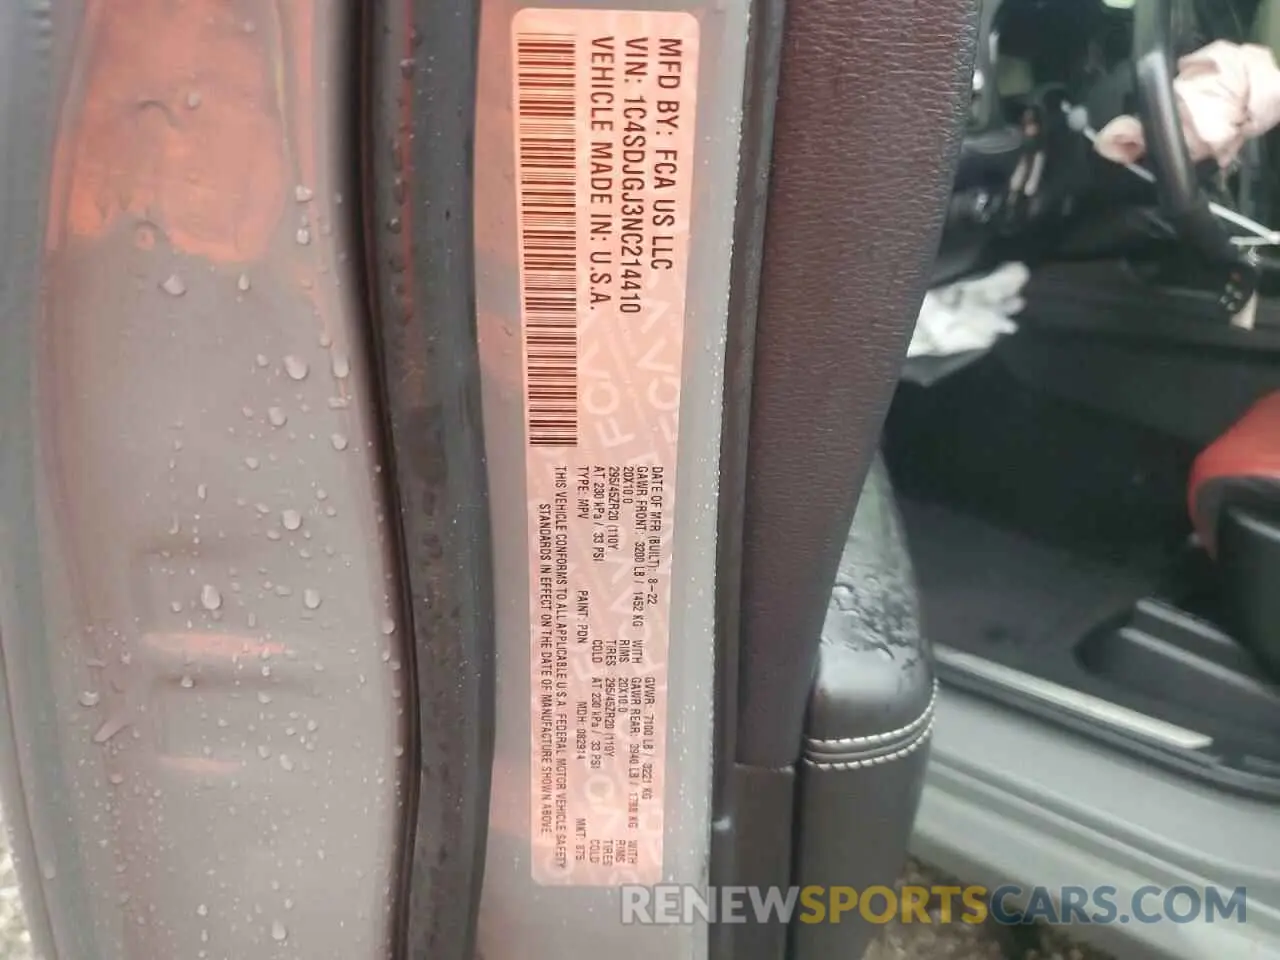 MFD BY: FCA US LLC
VIN: 1C4SDJGJ3NC214410
VEHICLE MADE IN: U.S.A.
DATE OF MFR (BUILT): 8-22 GVWR: 7100 LB / 3221 KG
GAWR FRONT: 3200 LB / 1452 KG WITH GAWR REAR: 3940 LB / 1788 KG WITH
20X10.0 RIMS 20X10.0 RIMS
295/45ZR20 (110Y TIRES 295/45ZR20 (110Y TIRES
AT 230 kPa / 33 PSI COLD AT 230 kPa / 33 PSI COLD
TYPE: MPV PAINT: PDN MDH: 082914 MKT: 875
THIS VEHICLE CONFORMS TO ALL APPLICABLE U.S.A. FEDERAL MOTOR VEHICLE SAFETY
STANDARDS IN EFFECT ON THE DATE OF MANUFACTURE SHOWN ABOVE.
RENEWSPORTSCARS.COM